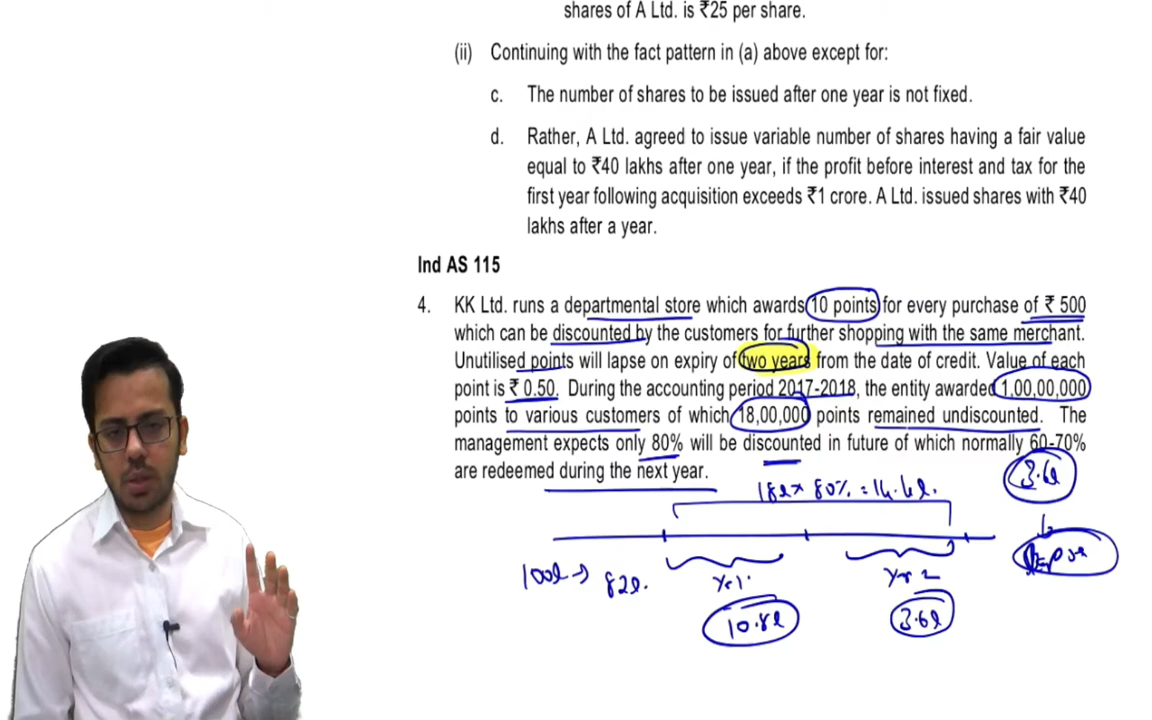 shares of A Ltd. is ₹25 per share.
(ii) Continuing with the fact pattern in (a) above except for:
c. The number of shares to be issued after one year is not fixed.
d. Rather, A Ltd. agreed to issue variable number of shares having a fair value
equal to ₹40 lakhs after one year, if the profit before interest and tax for the
first year following acquisition exceeds ₹1 crore. A Ltd. issued shares with ₹40
lakhs after a year.
Ind AS 115
4. KK Ltd. runs a departmental store which awards 10 points for every purchase of ₹ 500
which can be discounted by the customers for further shopping with the same merchant.
Unutilised points will lapse on expiry of two years from the date of credit. Value of each
point is ₹ 0.50. During the accounting period 2017-2018, the entity awarded 1,00,00,000
points to various customers of which 18,00,000 points remained undiscounted. The
management expects only 80% will be discounted in future of which normally 60-70%
are redeemed during the next year.
18l x 80% = 14.4l.
3.6l
100l → 82l.
Yr 1.
Yr 2
10.8l
3.6l